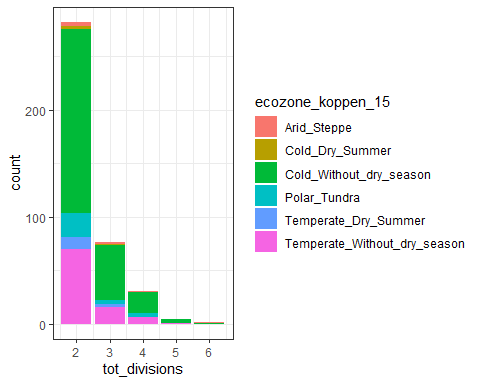 ecozone_koppen_15
Arid_Steppe
Cold_Dry_Summer
Cold_Without_dry_season
Polar_Tundra
Temperate_Dry_Summer
Temperate_Without_dry_season
count
200
100
0
2 3 4 5 6
tot_divisions